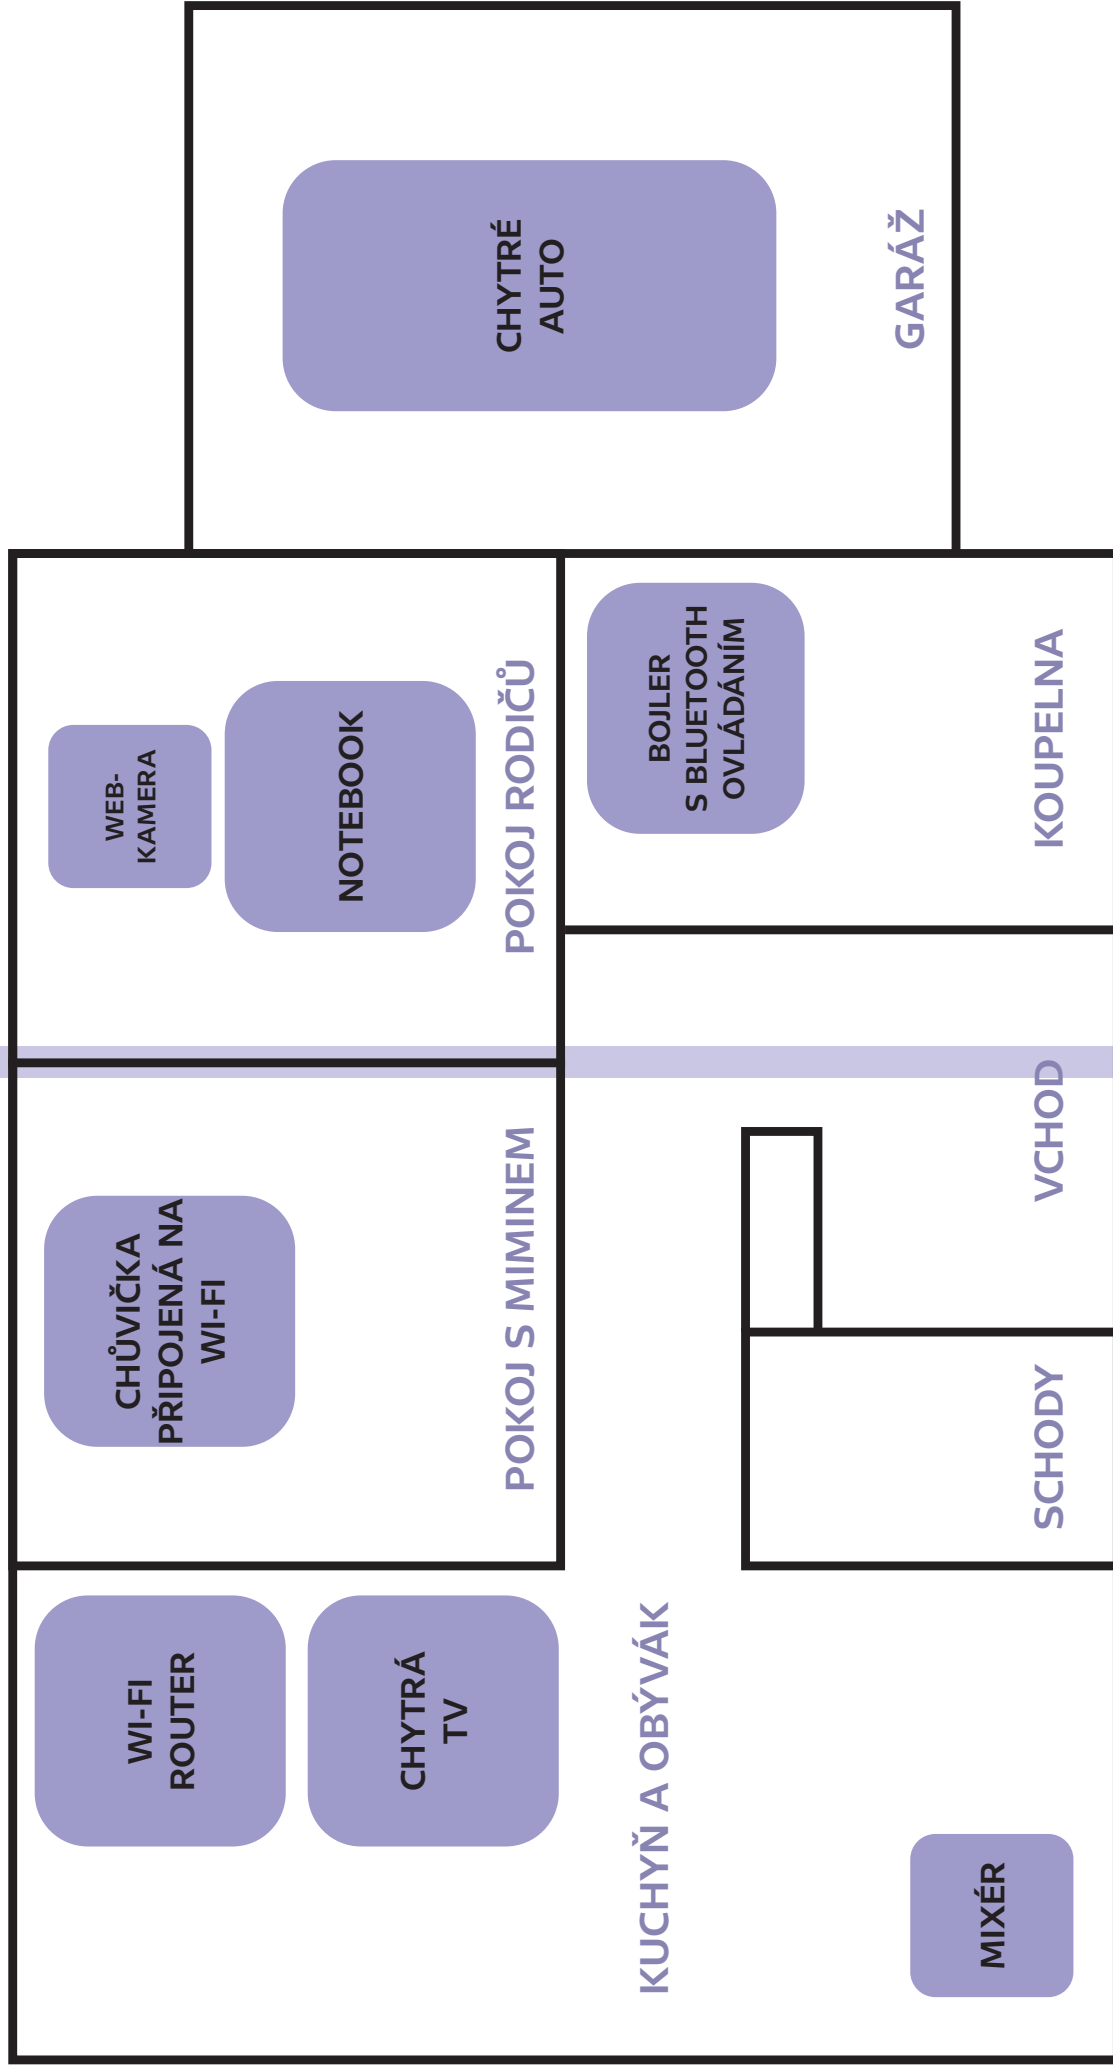 WI-FI
ROUTER
CHYTRÁ
TV
KUCHYŇ A OBÝVÁK
MIXÉR
CHŮVIČKA
PŘIPOJENÁ NA
WI-FI
POKOJ S MIMINEM
SCHODY
VCHOD
WEB-
KAMERA
NOTEBOOK
POKOJ RODIČŮ
BOJLER
S BLUETOOTH
OVLÁDÁNÍM
KOUPELNA
CHYTRÉ
AUTO
GARÁŽ